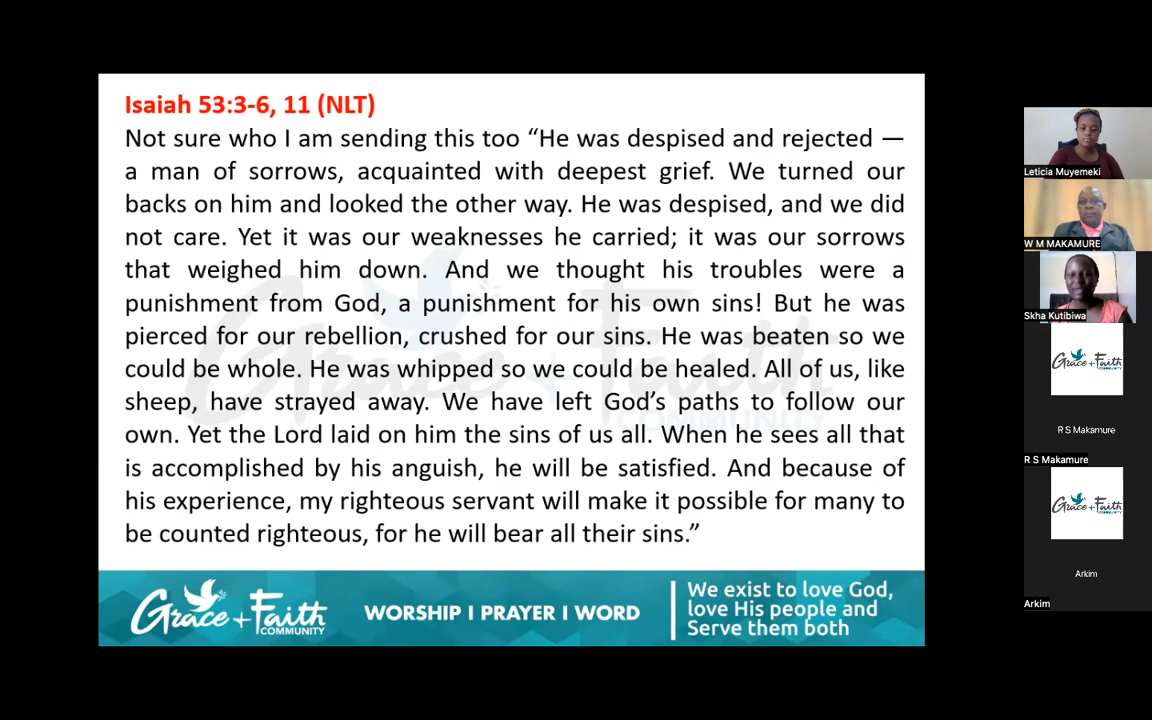 Isaiah 53:3-6, 11 (NLT)
Not sure who I am sending this too “He was despised and rejected —
a man of sorrows, acquainted with deepest grief. We turned our
backs on him and looked the other way. He was despised, and we did
not care. Yet it was our weaknesses he carried; it was our sorrows
that weighed him down. And we thought his troubles were a
punishment from God, a punishment for his own sins! But he was
pierced for our rebellion, crushed for our sins. He was beaten so we
could be whole. He was whipped so we could be healed. All of us, like
sheep, have strayed away. We have left God’s paths to follow our
own. Yet the Lord laid on him the sins of us all. When he sees all that
is accomplished by his anguish, he will be satisfied. And because of
his experience, my righteous servant will make it possible for many to
be counted righteous, for he will bear all their sins.”
Grace + Faith
COMMUNITY
Grace + Faith
COMMUNITY
WORSHIP I PRAYER I WORD
We exist to love God,
love His people and
Serve them both
Leticia Muyemeki
W M MAKAMURE
Skha Kutibiwa
Grace + Faith
COMMUNITY
R S Makamure
R S Makamure
Grace + Faith
COMMUNITY
Arkim
Arkim